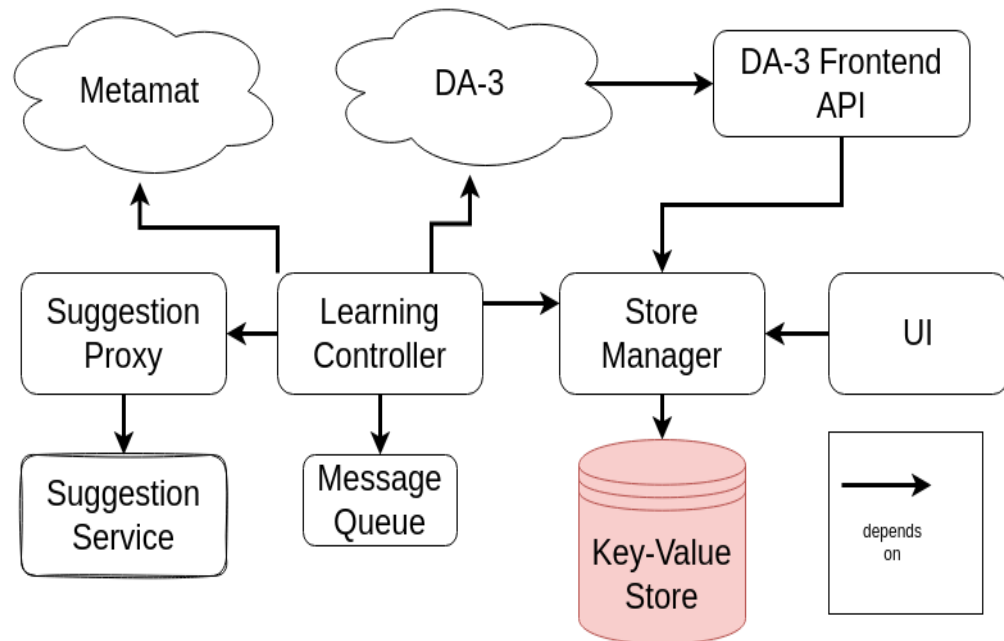 Metamat
DA-3
DA-3 Frontend
API
Suggestion
Proxy
Learning
Controller
Store
Manager
UI
Suggestion
Service
Message
Queue
Key-Value
Store
depends
on